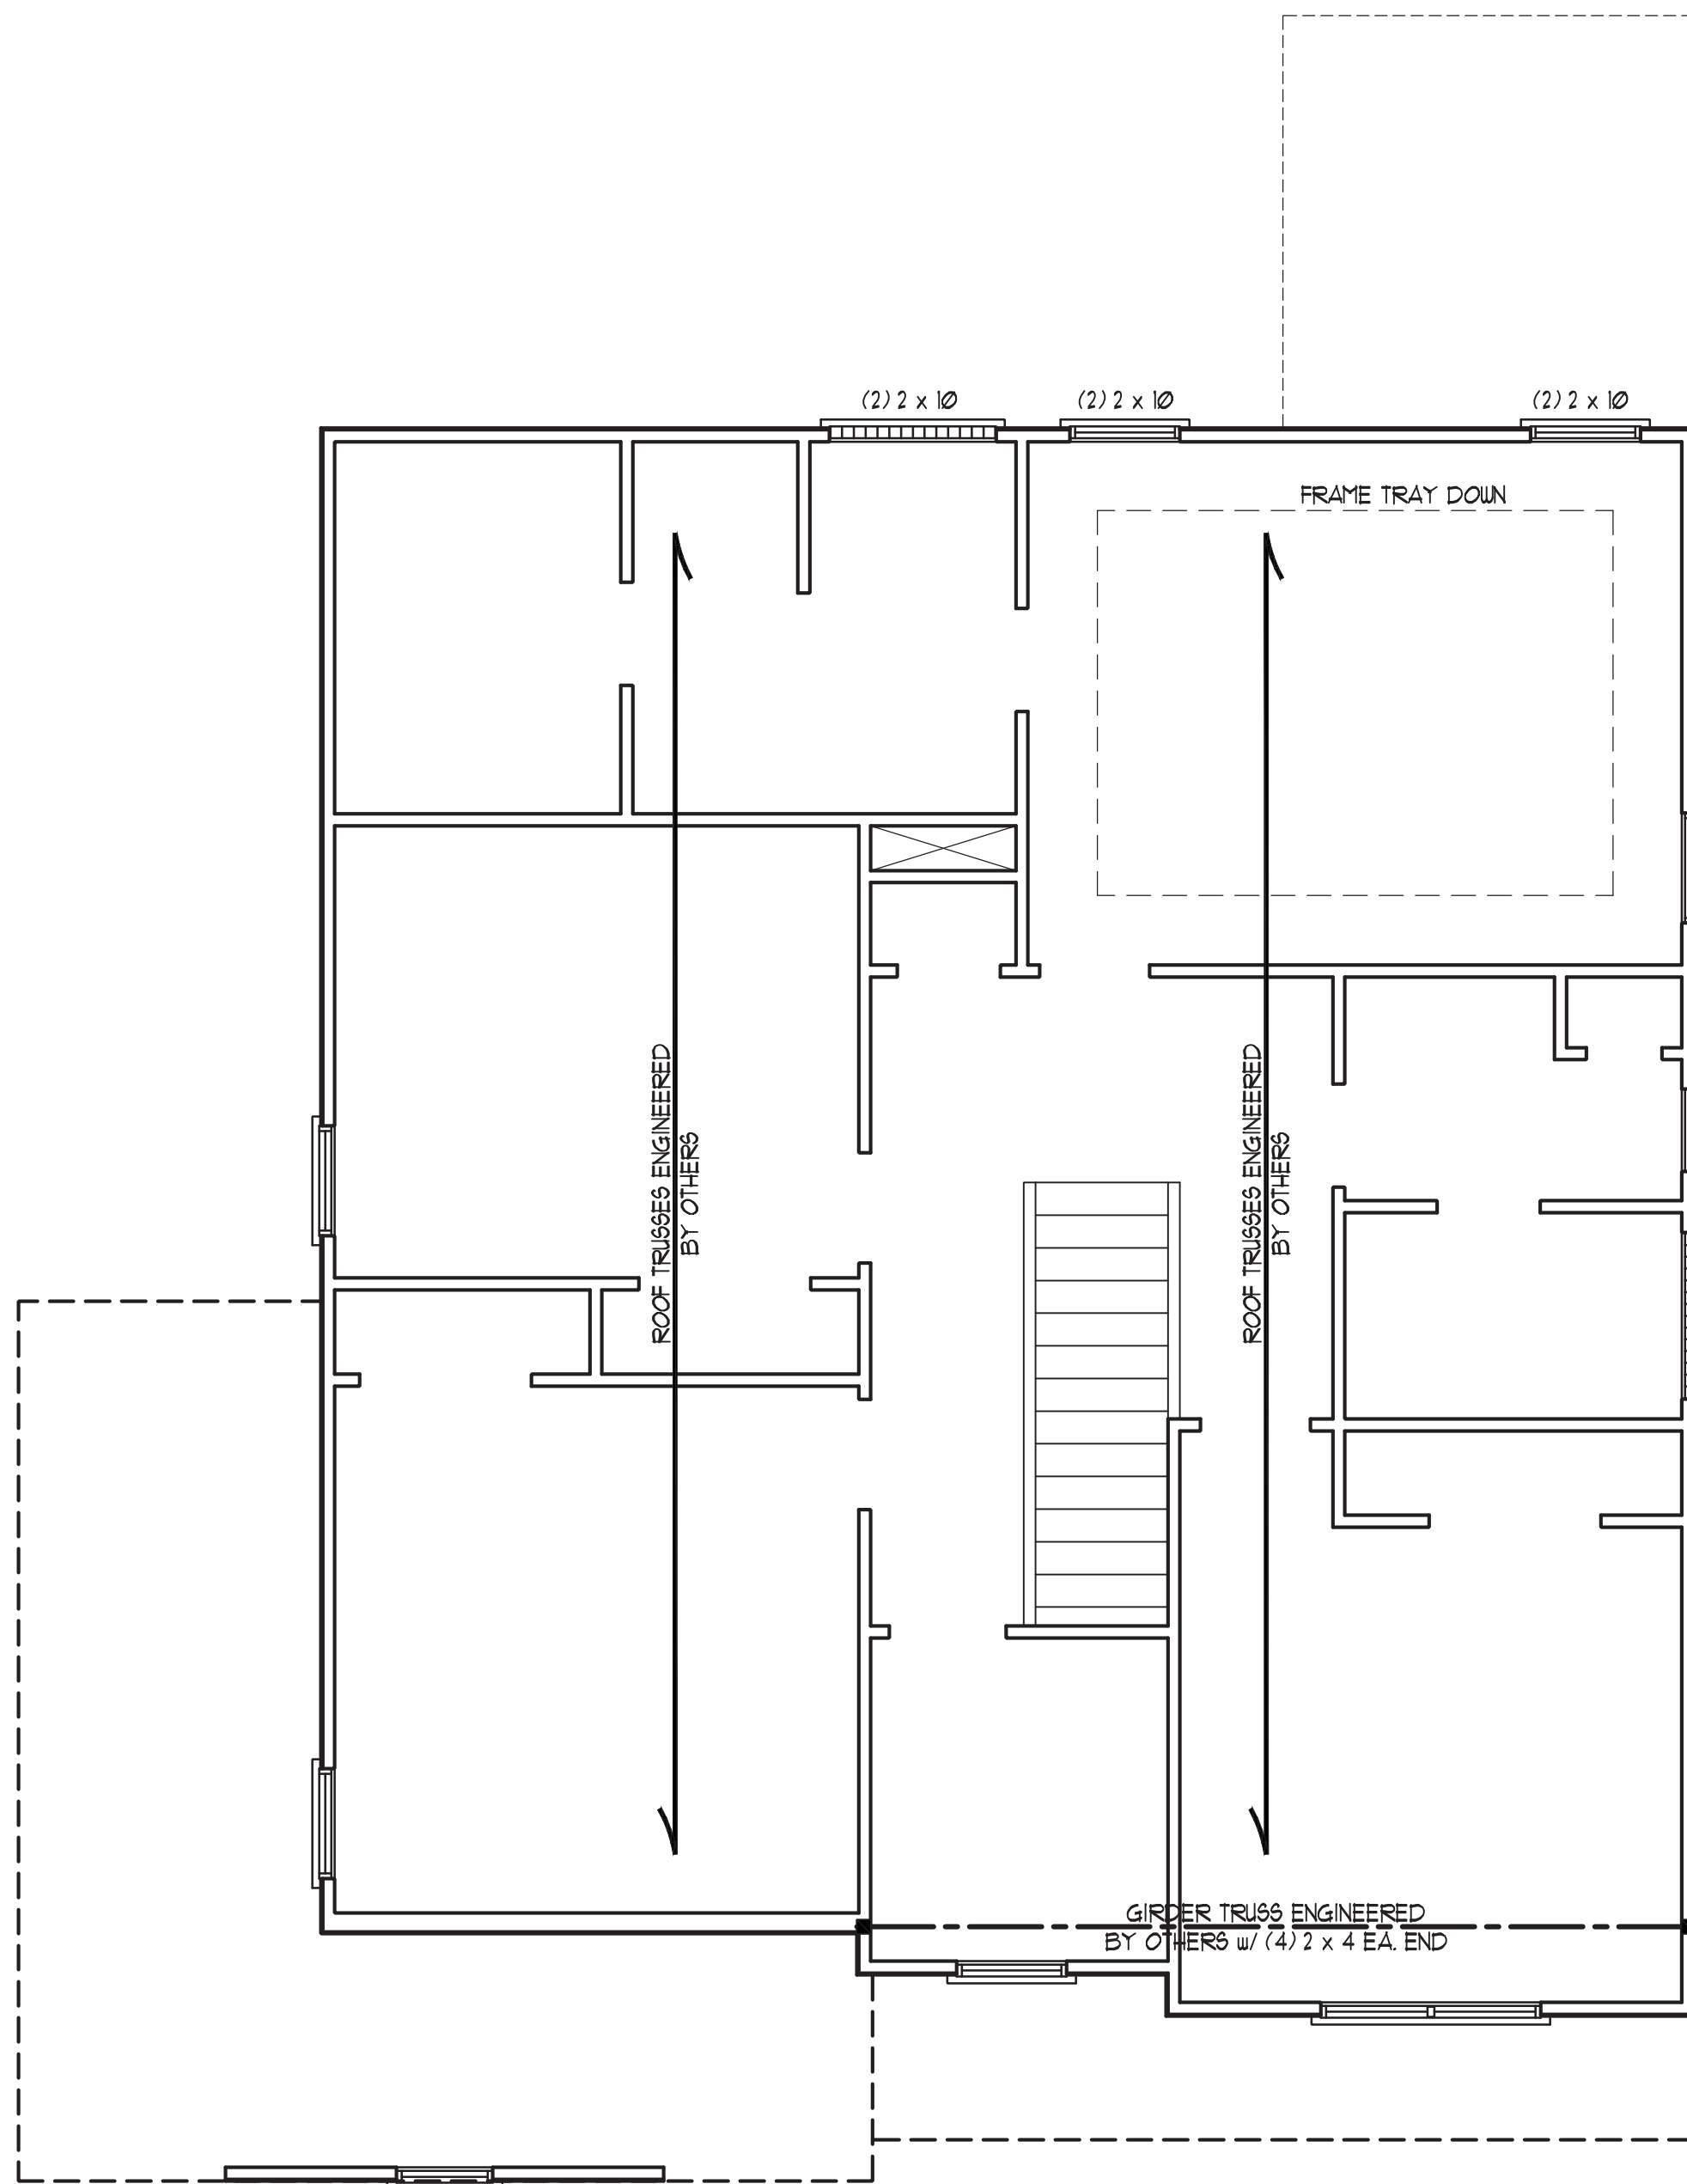 (2) 2 x 10
(2) 2 x 10
(2) 2 x 10
FRAME TRAY DOWN
ROOF TRUSSES ENGINEERED
BY OTHERS
ROOF TRUSSES ENGINEERED
BY OTHERS
GIRDER TRUSS ENGINEERED
BY OTHERS w/ (4) 2 x 4 EA. END